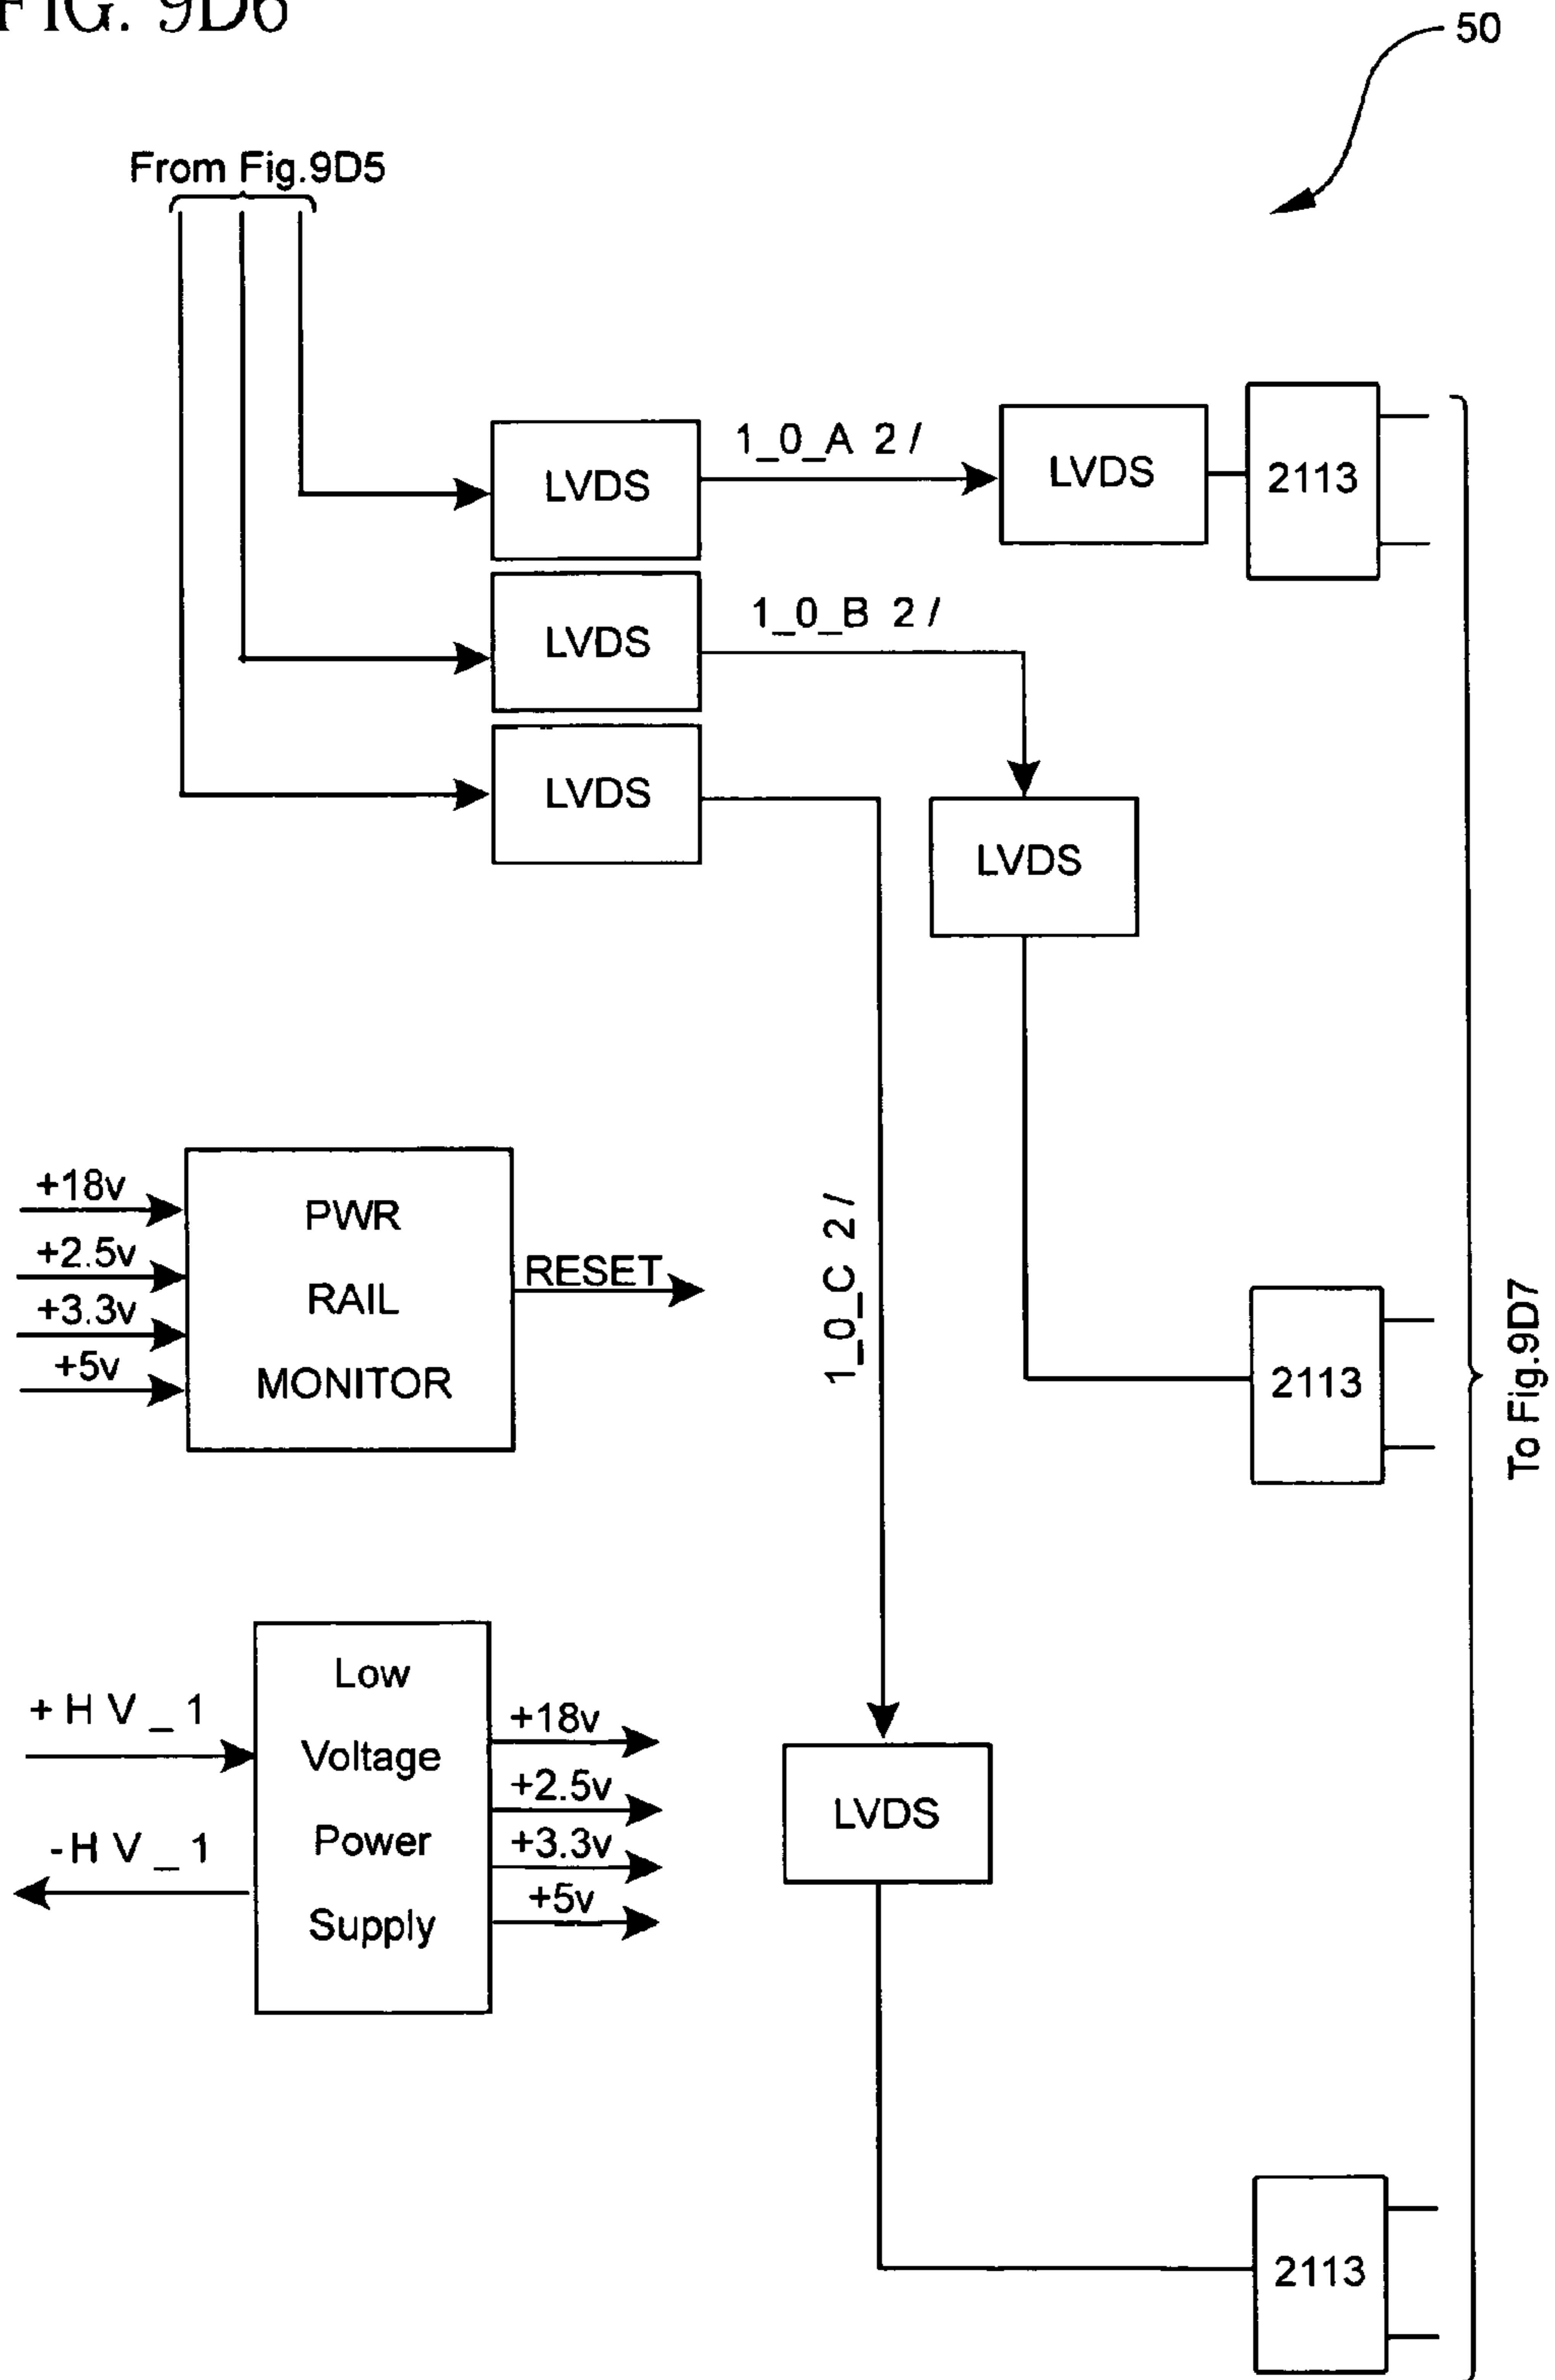 FIG. 9D6
50
From Fig.9D5
LVDS
1_0_A 2 /
LVDS
2113
LVDS
1_0_B 2 /
LVDS
LVDS
1_0_C 2 /
+18v
+2.5v
+3.3v
+5v
PWR
RAIL
MONITOR
RESET
2113
To Fig.9D7
+ H V _ 1
- H V _ 1
Low
Voltage
Power
Supply
+18v
+2.5v
+3.3v
+5v
LVDS
2113